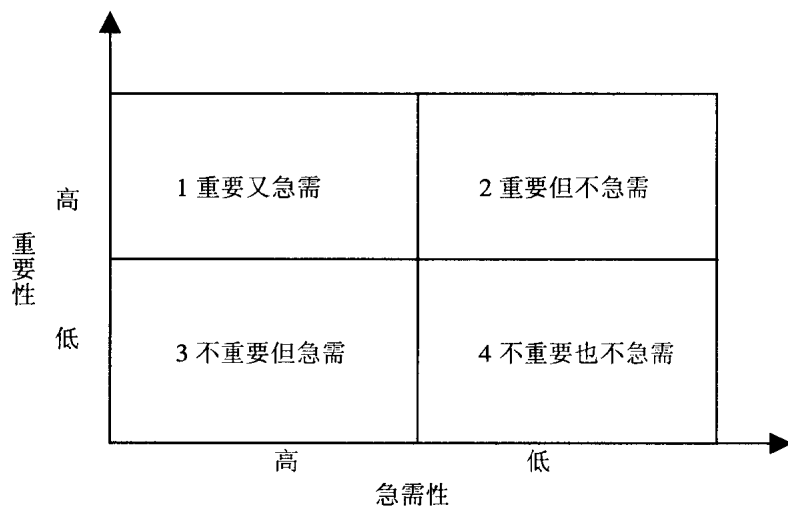 1 重要又急需
2 重要但不急需
高
重要性
低
3 不重要但急需
4 不重要也不急需
高
低
急需性